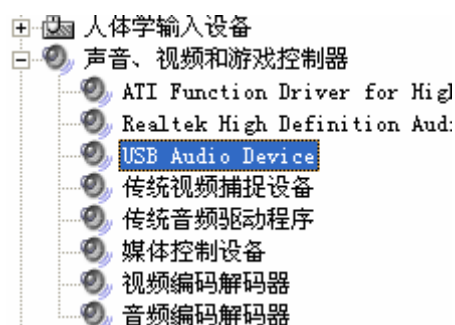 人体学输入设备
声音、视频和游戏控制器
ATI Function Driver for High
Realtek High Definition Audi
USB Audio Device
传统视频捕捉设备
传统音频驱动程序
媒体控制设备
视频编码解码器
音频编码解码器